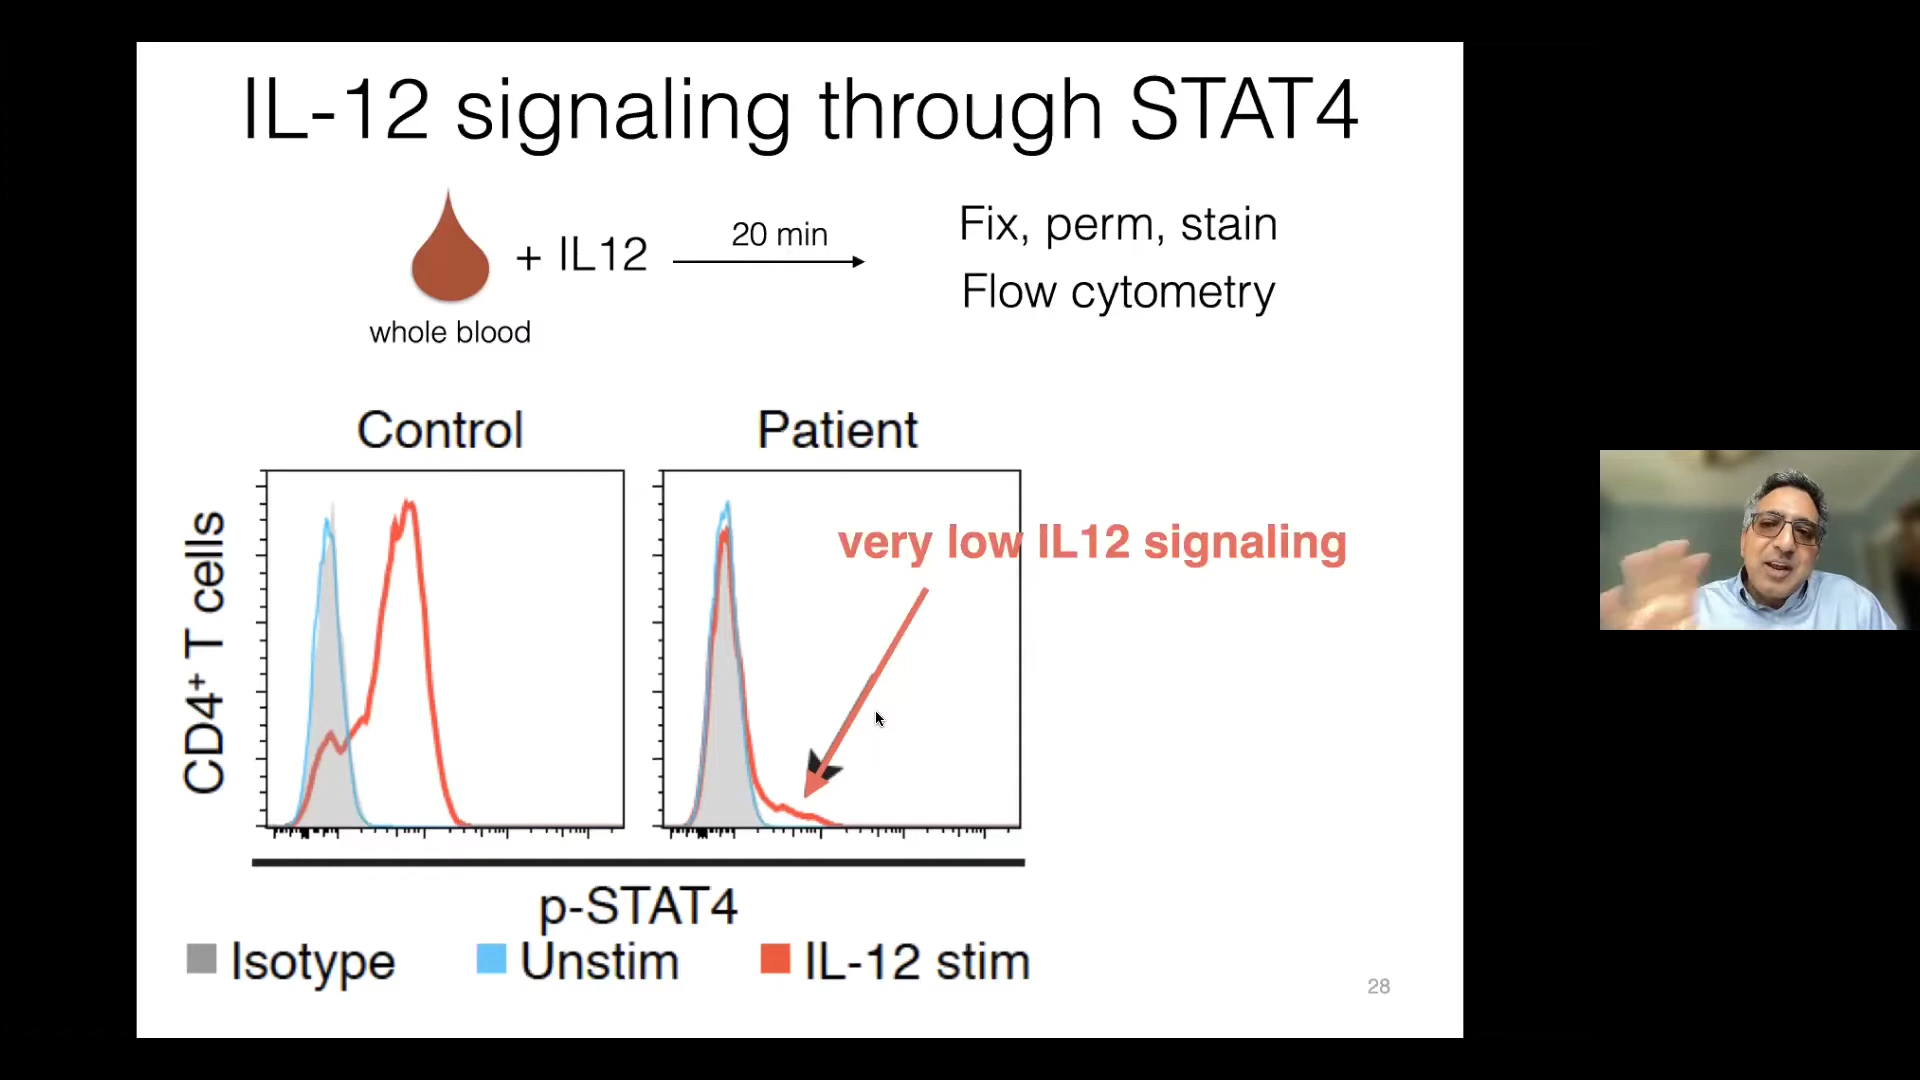 IL-12 signaling through STAT4
+ IL12
20 min
Fix, perm, stain
Flow cytometry
whole blood
Control
Patient
CD4⁺ T cells
very low IL12 signaling
p-STAT4
Isotype
Unstim
IL-12 stim
28